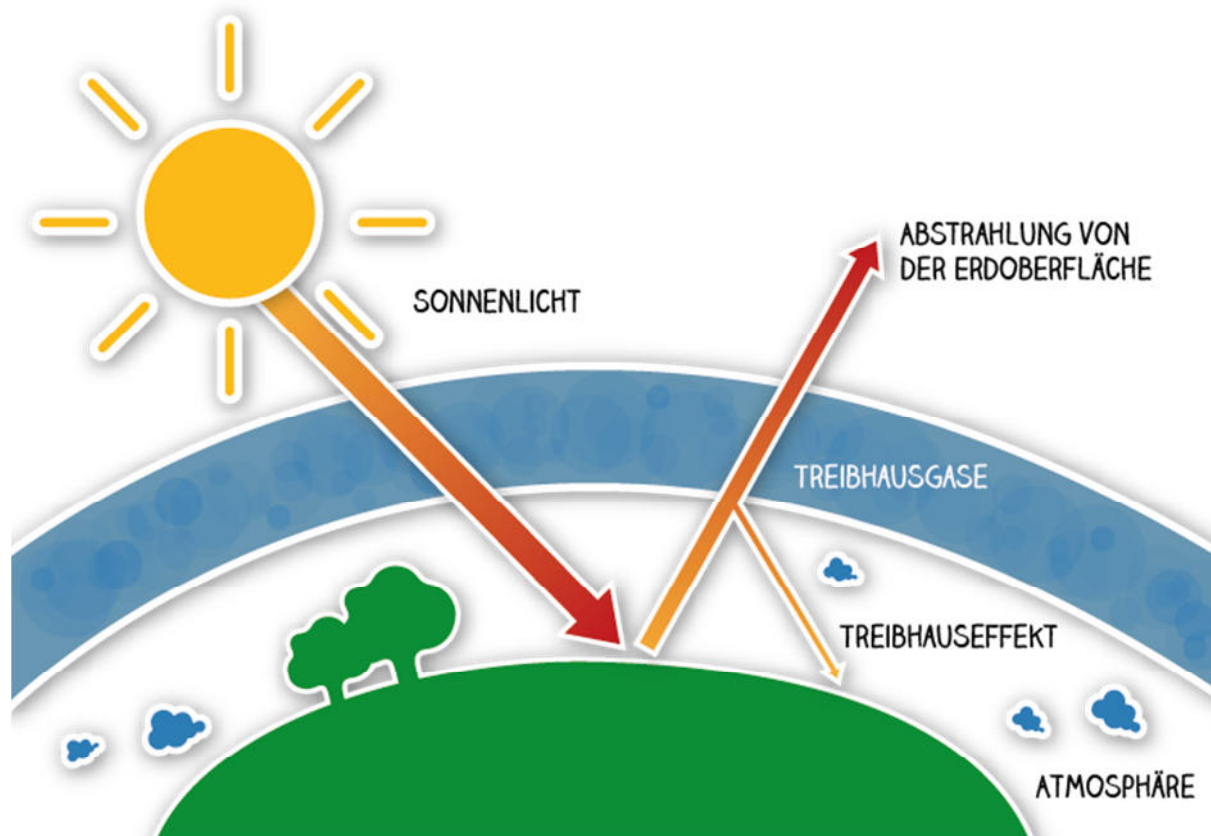 SONNENLICHT
ABSTRAHLUNG VON
DER ERDOBERFLÄCHE
TREIBHAUSGASE
TREIBHAUSEFFEKT
ATMOSPHÄRE